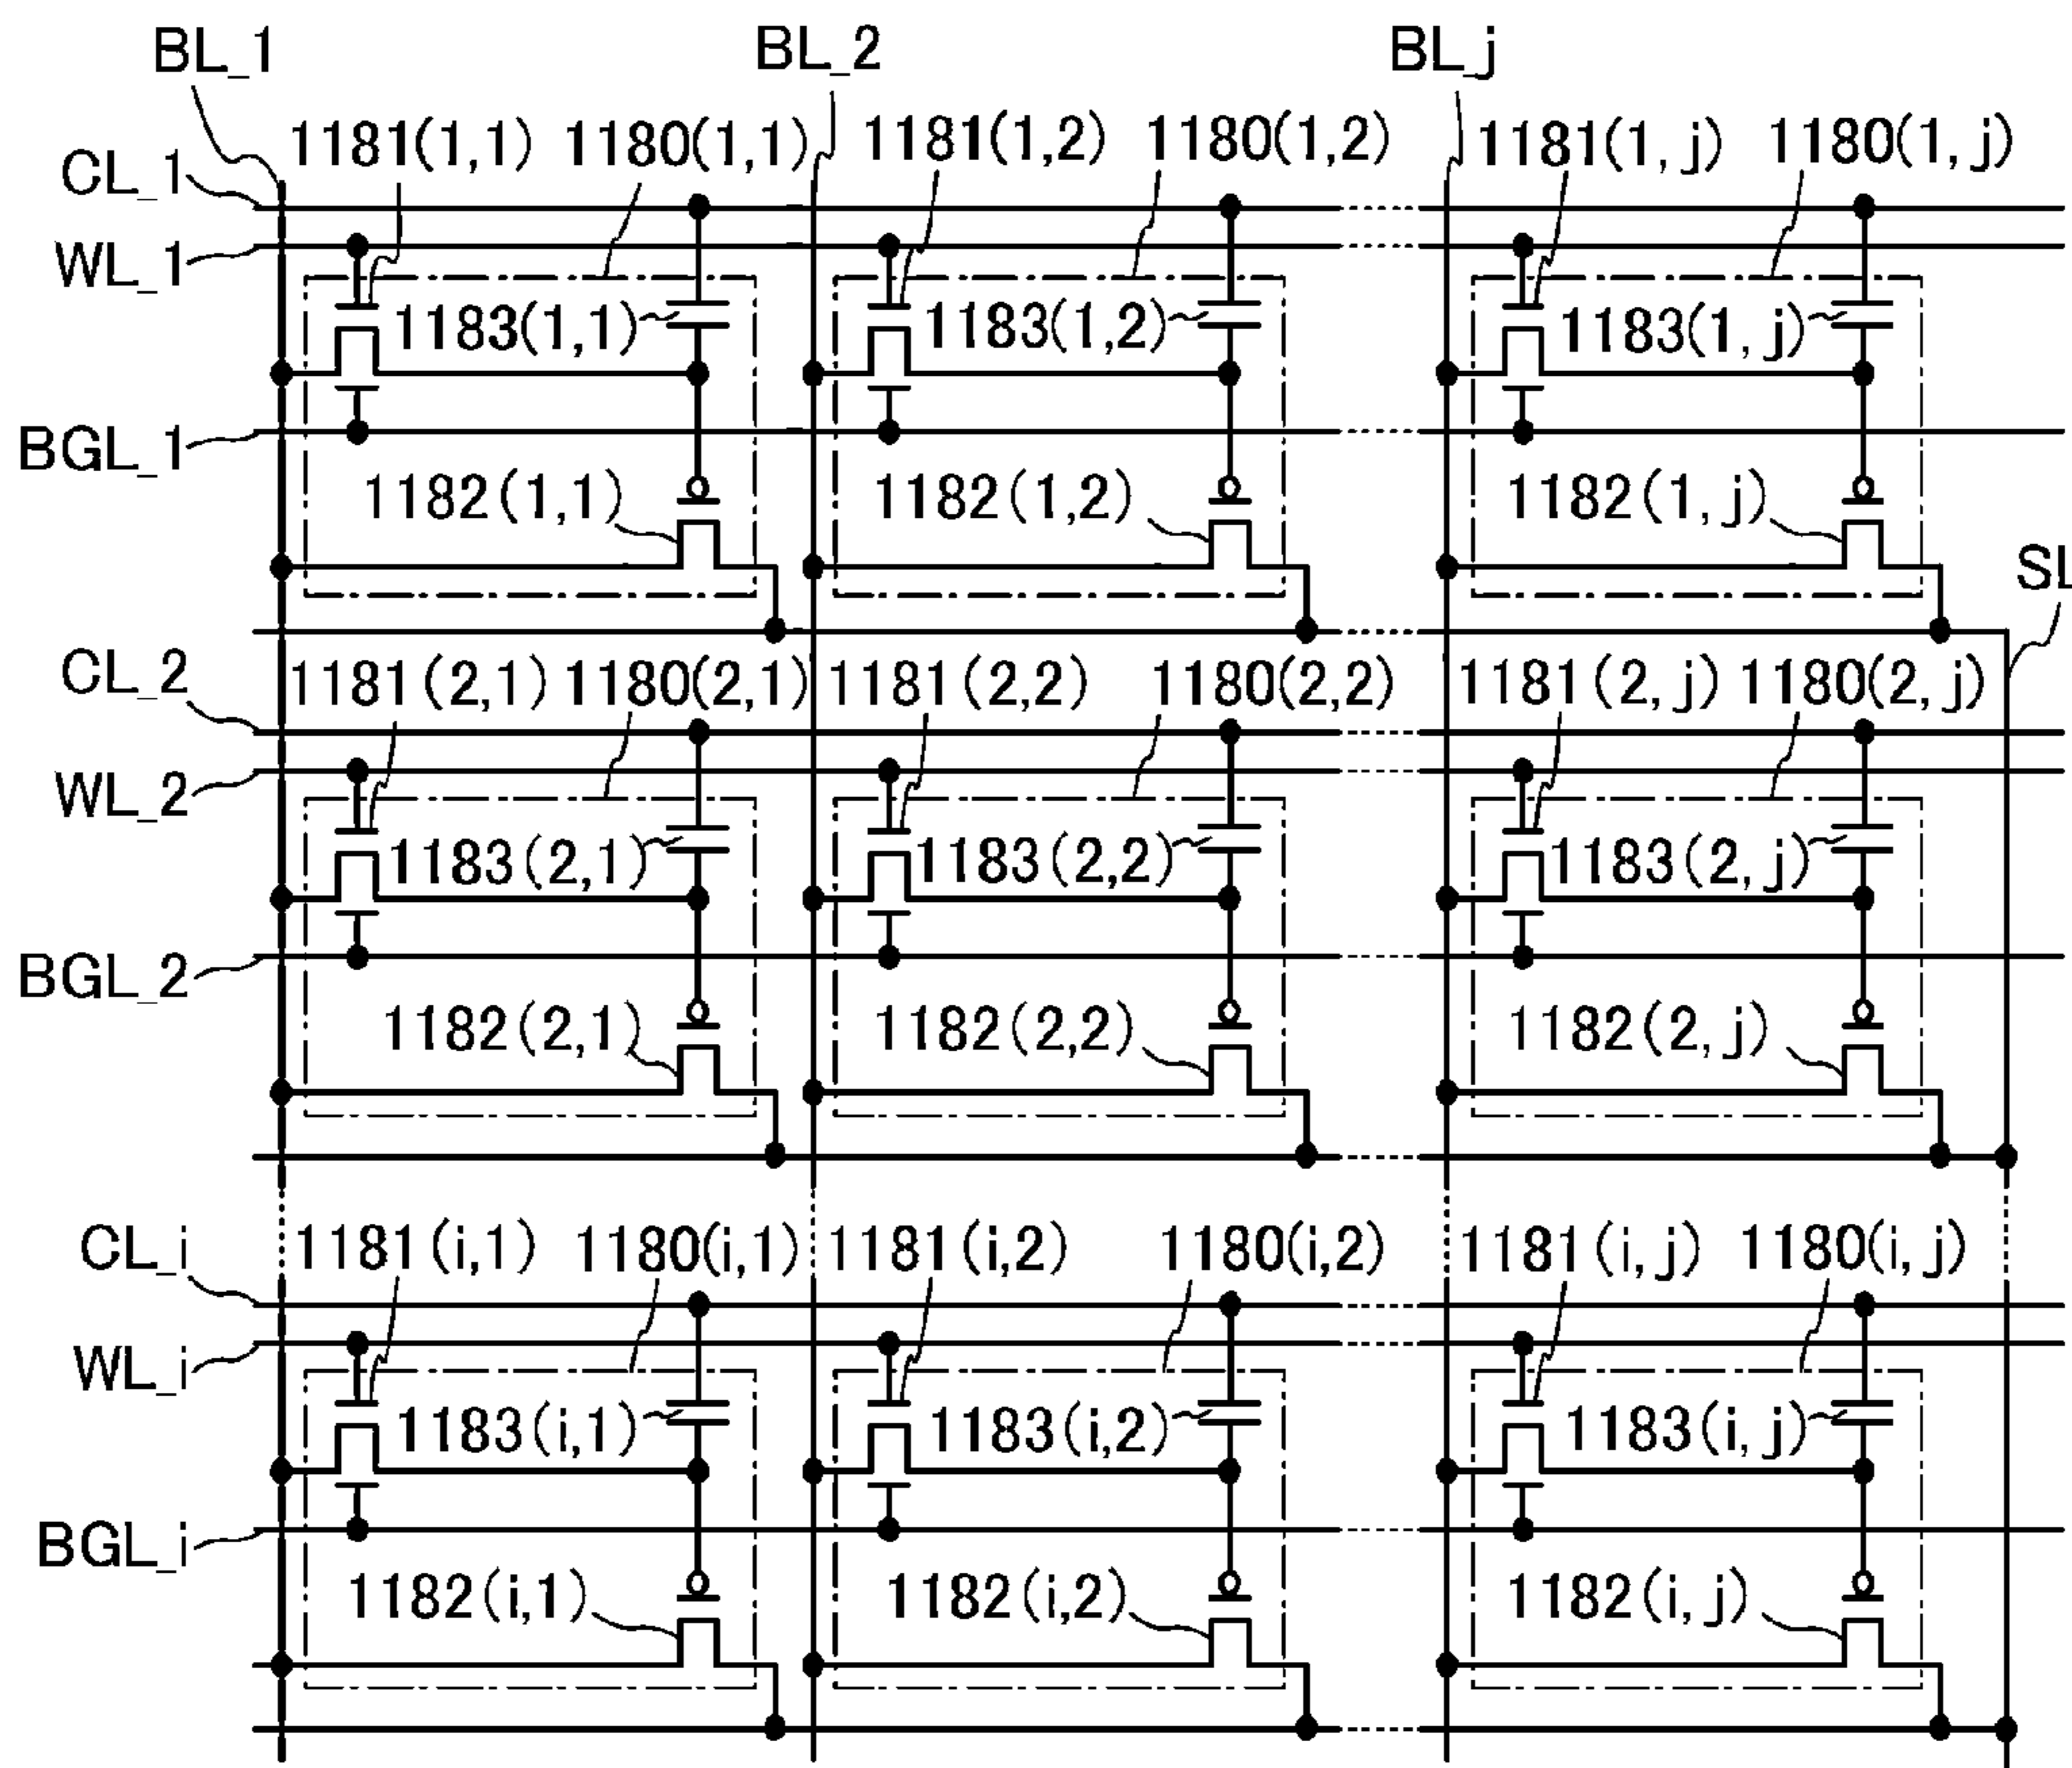 BL_1 BL_2 BL_j
1181(1,1) 1180(1,1) 1181(1,2) 1180(1,2) 1181(1,j) 1180(1,j)
CL_1
WL_1
1183(1,1) 1183(1,2) 1183(1,j)
BGL_1
1182(1,1) 1182(1,2) 1182(1,j)
SL
CL_2 1181(2,1) 1180(2,1) 1181(2,2) 1180(2,2) 1181(2,j) 1180(2,j)
WL_2
1183(2,1) 1183(2,2) 1183(2,j)
BGL_2
1182(2,1) 1182(2,2) 1182(2,j)
CL_i 1181(i,1) 1180(i,1) 1181(i,2) 1180(i,2) 1181(i,j) 1180(i,j)
WL_i
1183(i,1) 1183(i,2) 1183(i,j)
BGL_i
1182(i,1) 1182(i,2) 1182(i,j)